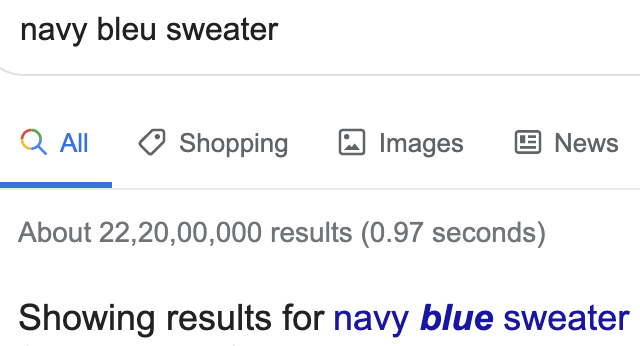 navy bleu sweater
All Shopping Images News
About 22,20,00,000 results (0.97 seconds)
Showing results for navy blue sweater